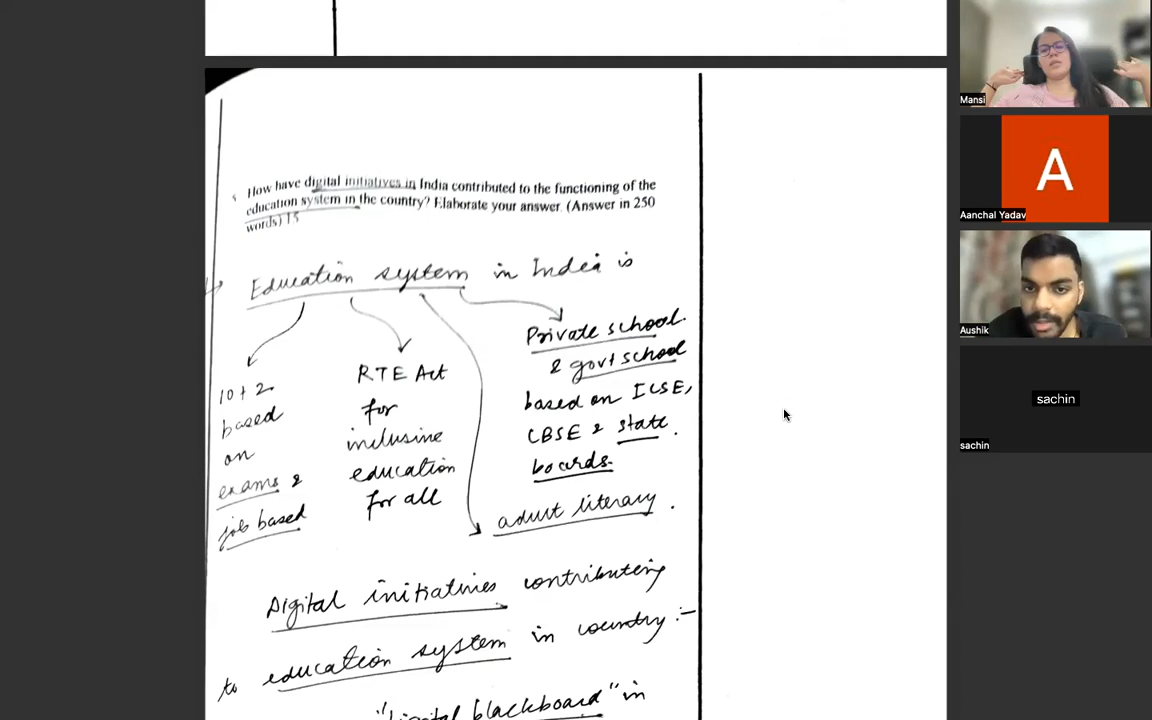 How have digital initiatives in India contributed to the functioning of the
education system in the country? Elaborate your answer. (Answer in 250
words) 15
Education system in India is
10+2
based
on
exams &
job based
RTE Act
for
inclusive
education
for all
Private school
& govt school
based on ICSE,
CBSE & state
boards.
adult literary.
Digital initiatives contributing
to education system in country :-
"Digital blackboard" in
Mansi
A
Aanchal Yadav
Aushik
sachin
sachin